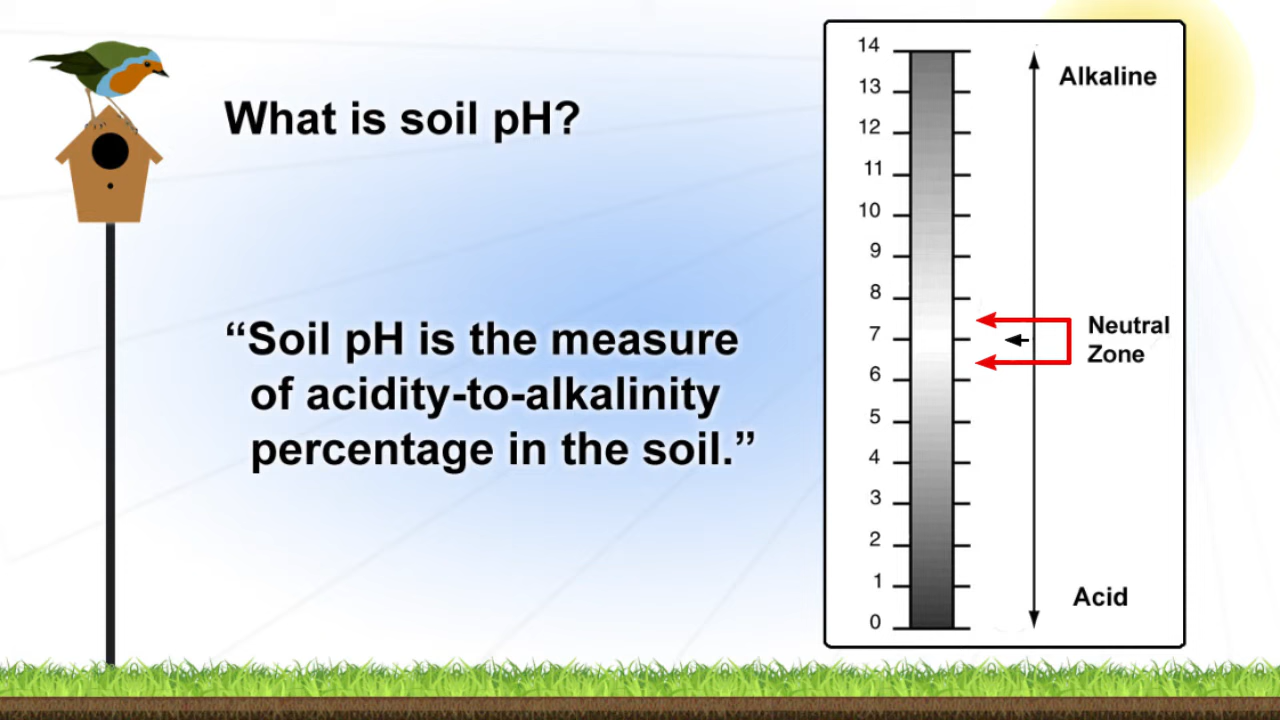 What is soil pH?
“Soil pH is the measure
of acidity-to-alkalinity
percentage in the soil.”
14
13
12
11
10
9
8
7
6
5
4
3
2
1
0
Alkaline
Neutral
Zone
Acid